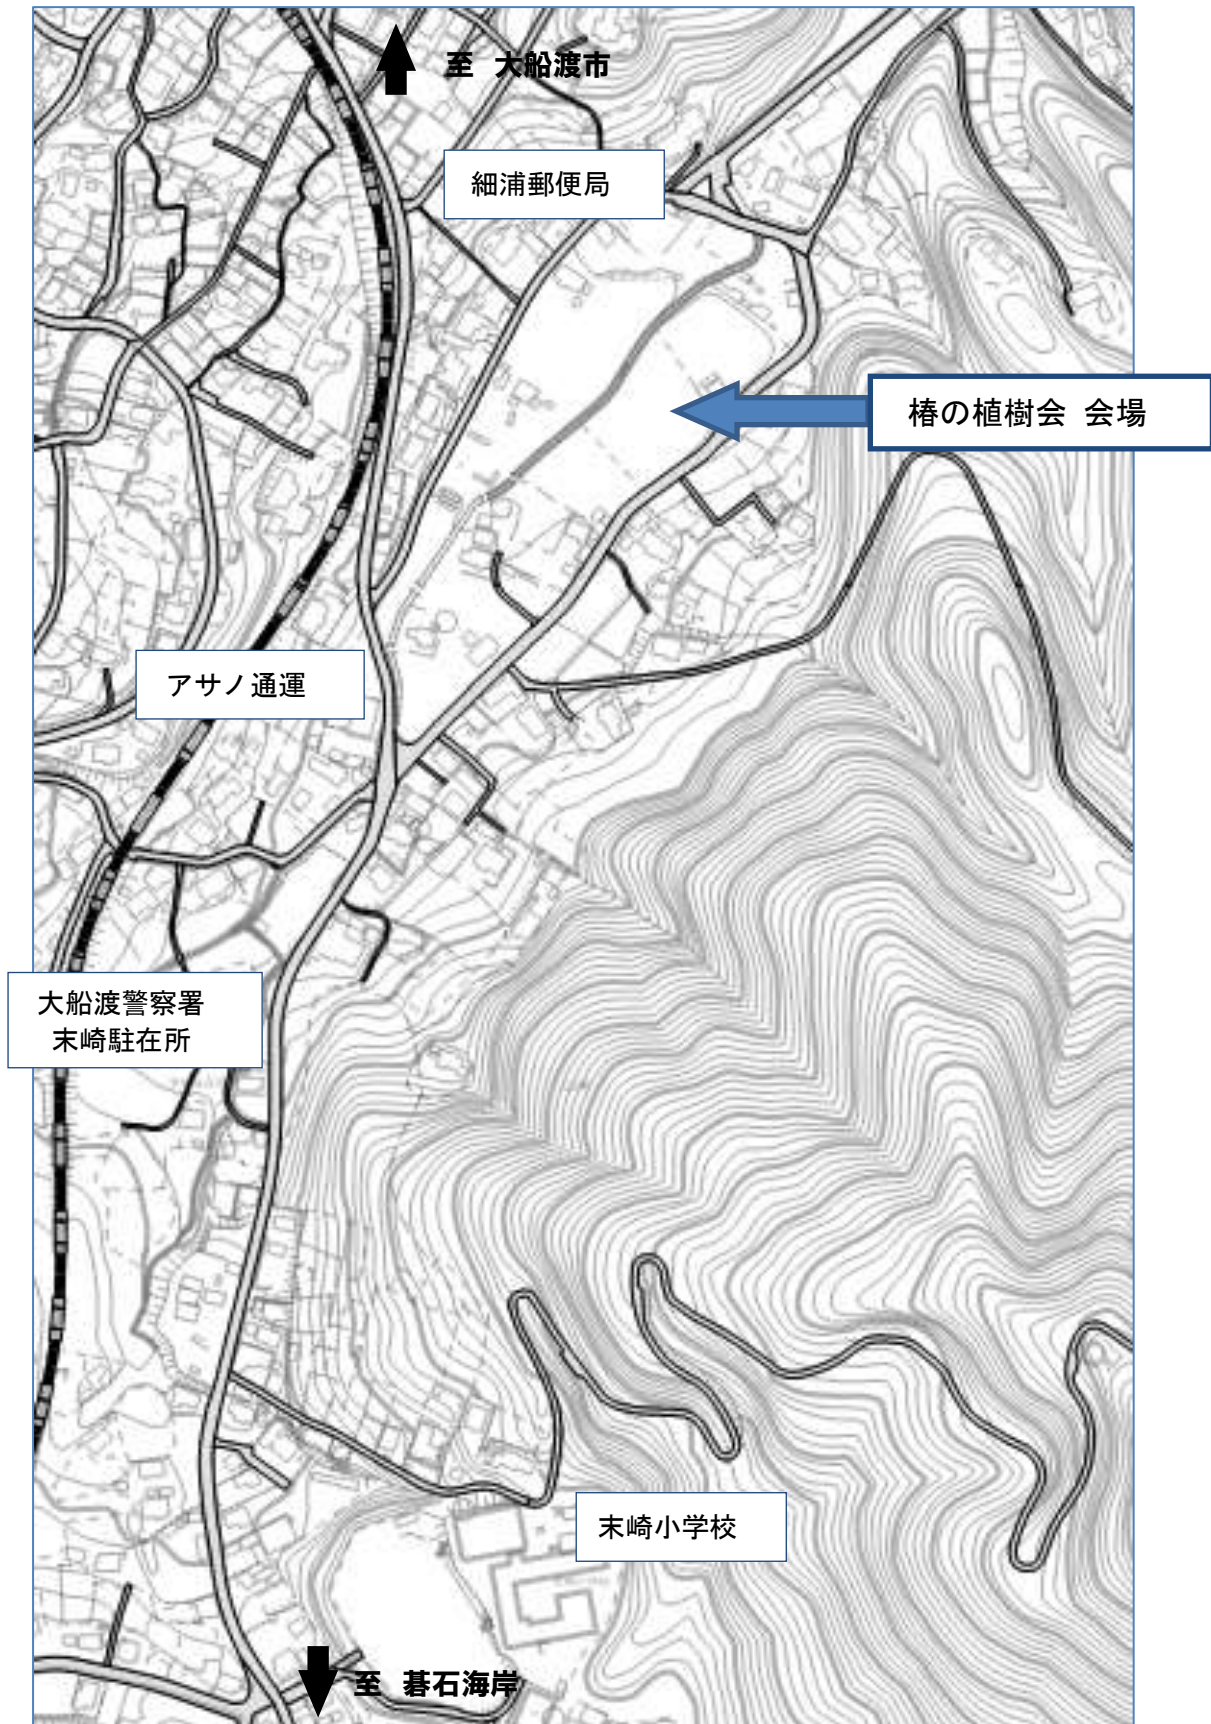 至 大船渡市
細浦郵便局
椿の植樹会 会場
アサノ通運
大船渡警察署
末崎駐在所
末崎小学校
至 碁石海岸